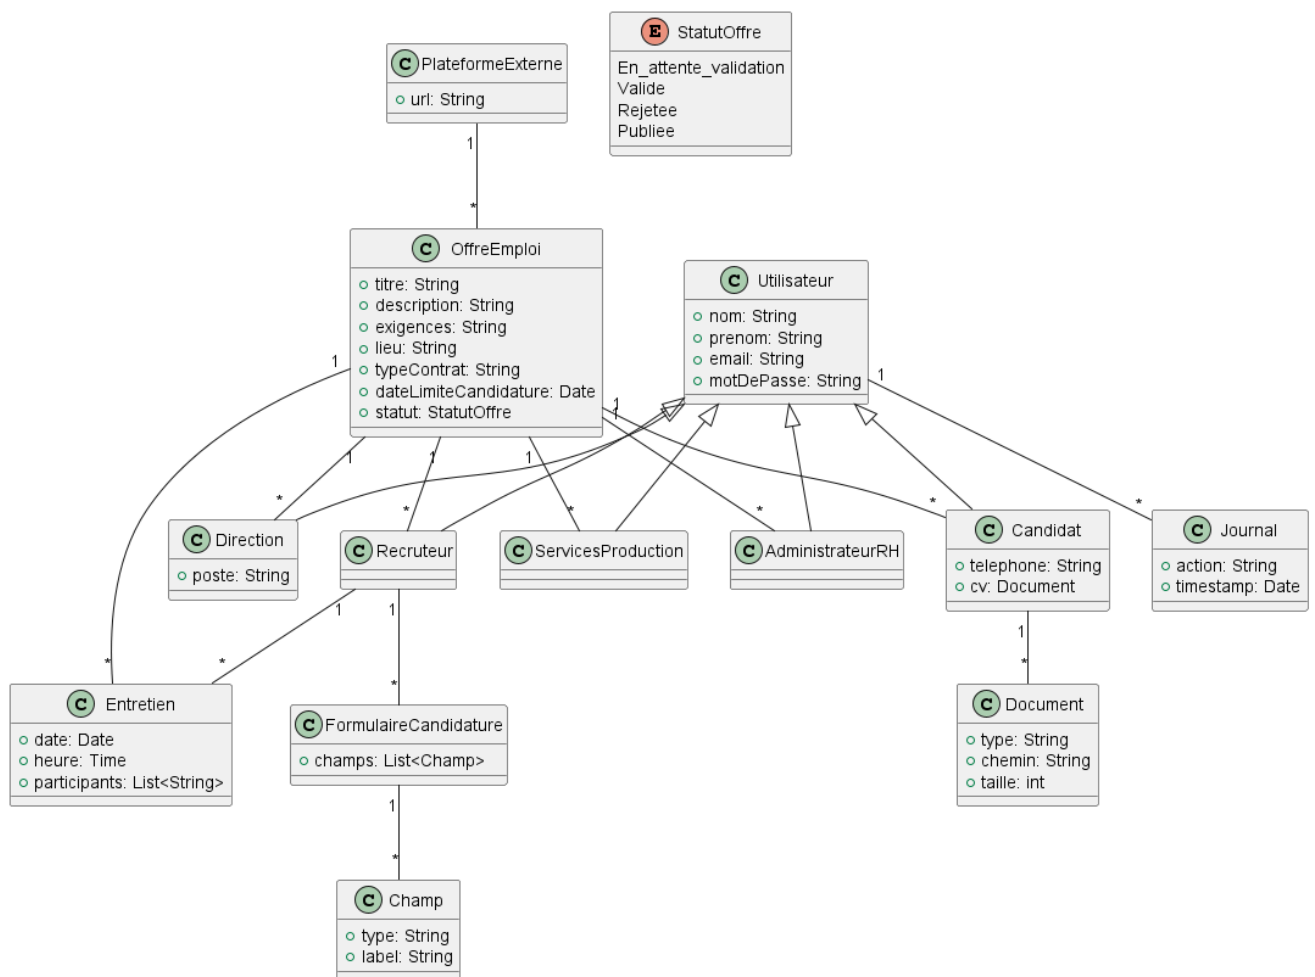 E StatutOffre
En_attente_validation
Valide
Rejetee
Publiee
C PlateformeExterne
url: String
1
*
C OffreEmploi
titre: String
description: String
exigences: String
lieu: String
typeContrat: String
dateLimiteCandidature: Date
statut: StatutOffre
C Utilisateur
nom: String
prenom: String
email: String
motDePasse: String
1
1
1
1
1
1
1
*
*
*
*
*
*
C Direction
poste: String
C Recruteur
C ServicesProduction
C AdministrateurRH
C Candidat
telephone: String
cv: Document
C Journal
action: String
timestamp: Date
1
1
1
*
*
*
*
C Entretien
date: Date
heure: Time
participants: List<String>
C FormulaireCandidature
champs: List<Champ>
C Document
type: String
chemin: String
taille: int
1
*
C Champ
type: String
label: String